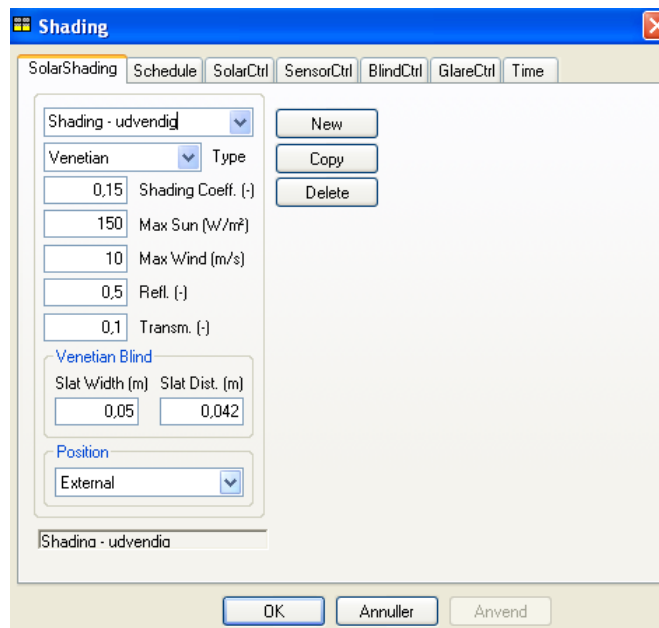 Shading
SolarShading Schedule SolarCtrl SensorCtrl BlindCtrl GlareCtrl Time
Shading - udvendig New
Venetian Type Copy
0,15 Shading Coeff. (-) Delete
150 Max Sun (W/m²)
10 Max Wind (m/s)
0,5 Refl. (-)
0,1 Transm. (-)
Venetian Blind
Slat Width (m) Slat Dist. (m)
0,05 0,042
Position
External
Shading - udvendig
OK Annuller Anvend